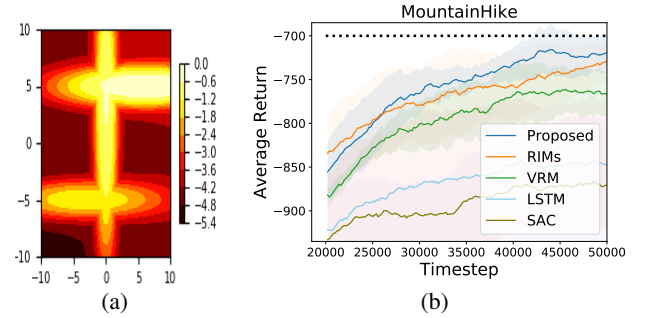 MountainHike
10
5
0
−5
−10
−10
−5
0
5
10
0.0
−0.6
−1.2
−1.8
−2.4
−3.0
−3.6
−4.2
−4.8
−5.4
(a)
Average Return
−700
−750
−800
−850
−900
Proposed
RIMs
VRM
LSTM
SAC
20000 25000 30000 35000 40000 45000 50000
Timestep
(b)